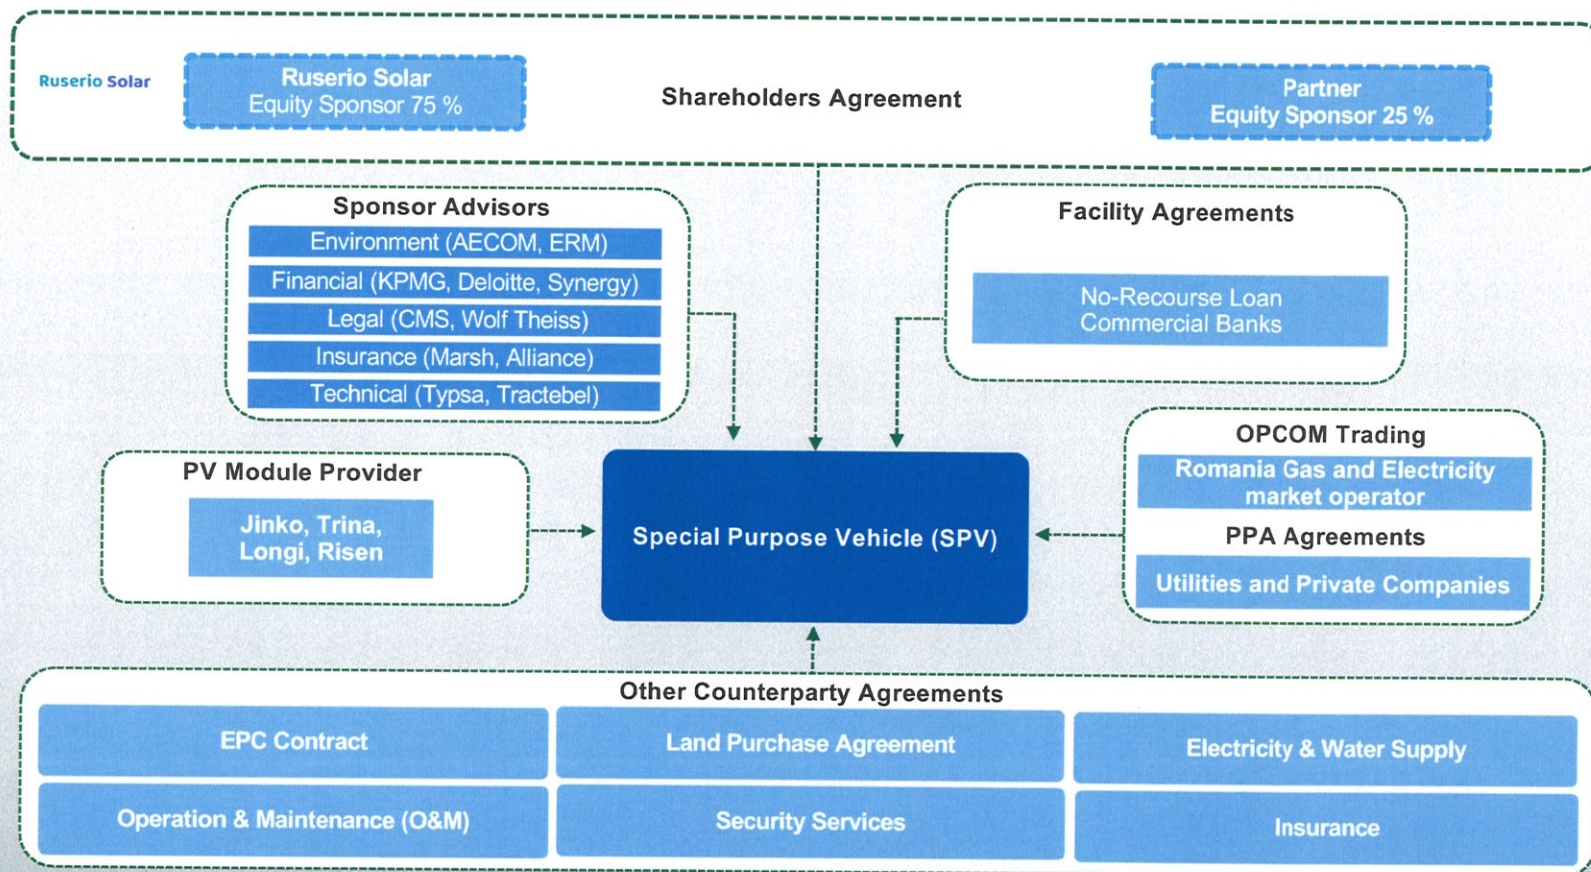 Ruserio Solar
Ruserio Solar
Equity Sponsor 75 %
Shareholders Agreement
Partner
Equity Sponsor 25 %
Sponsor Advisors
Environment (AECOM, ERM)
Financial (KPMG, Deloitte, Synergy)
Legal (CMS, Wolf Theiss)
Insurance (Marsh, Alliance)
Technical (Typsa, Tractebel)
Facility Agreements
No-Recourse Loan
Commercial Banks
PV Module Provider
Jinko, Trina,
Longi, Risen
Special Purpose Vehicle (SPV)
OPCOM Trading
Romania Gas and Electricity
market operator
PPA Agreements
Utilities and Private Companies
Other Counterparty Agreements
EPC Contract
Land Purchase Agreement
Electricity & Water Supply
Operation & Maintenance (O&M)
Security Services
Insurance